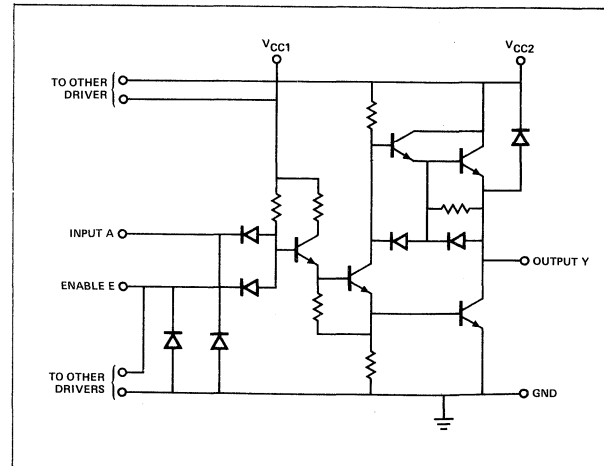 VCC1
VCC2
TO OTHER
DRIVER
INPUT A
ENABLE E
OUTPUT Y
TO OTHER
DRIVERS
GND